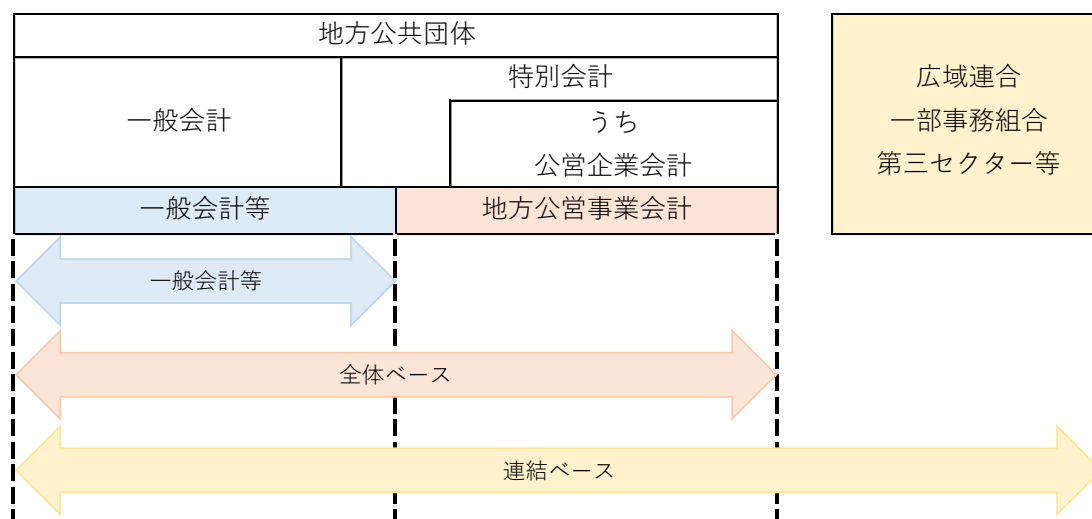 地方公共団体
一般会計
特別会計
うち
公営企業会計
広域連合
一部事務組合
第三セクター等
一般会計等
地方公営事業会計
一般会計等
全体ベース
連結ベース